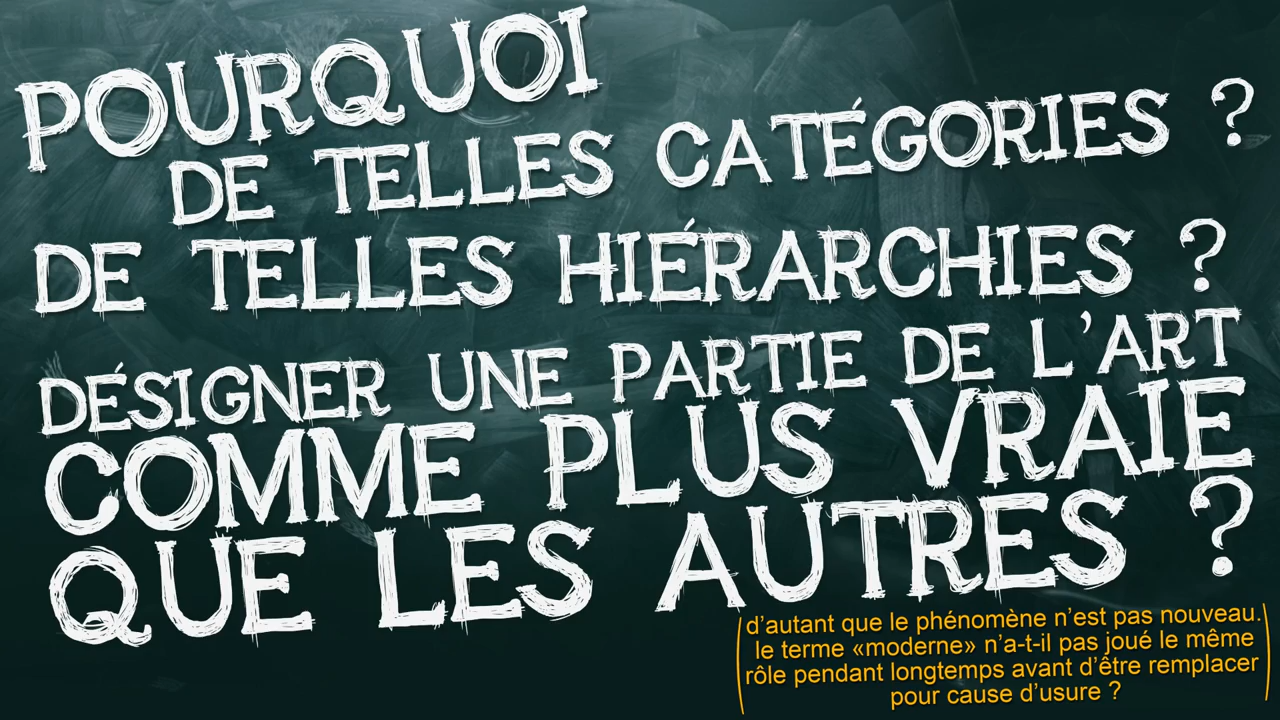 POURQUOI
DE TELLES CATÉGORIES ?
DE TELLES HIÉRARCHIES ?
DÉSIGNER UNE PARTIE DE L'ART
COMME PLUS VRAIE
QUE LES AUTRES ?
(d'autant que le phénomène n'est pas nouveau.
le terme «moderne» n'a-t-il pas joué le même
rôle pendant longtemps avant d'être remplacer
pour cause d'usure ?)